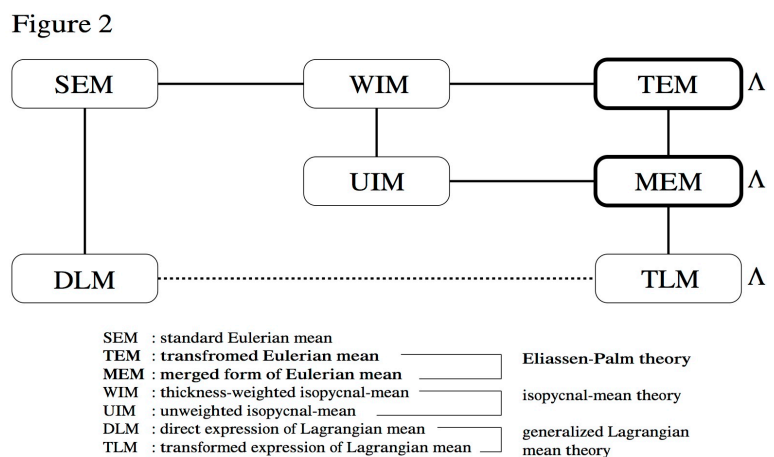 Figure 2
SEM WIM TEM Λ
UIM MEM Λ
DLM TLM Λ
SEM : standard Eulerian mean
TEM : transfromed Eulerian mean
MEM : merged form of Eulerian mean
Eliassen-Palm theory
WIM : thickness-weighted isopycnal-mean
UIM : unweighted isopycnal-mean
isopycnal-mean theory
DLM : direct expression of Lagrangian mean
TLM : transformed expression of Lagrangian mean
generalized Lagrangian
mean theory